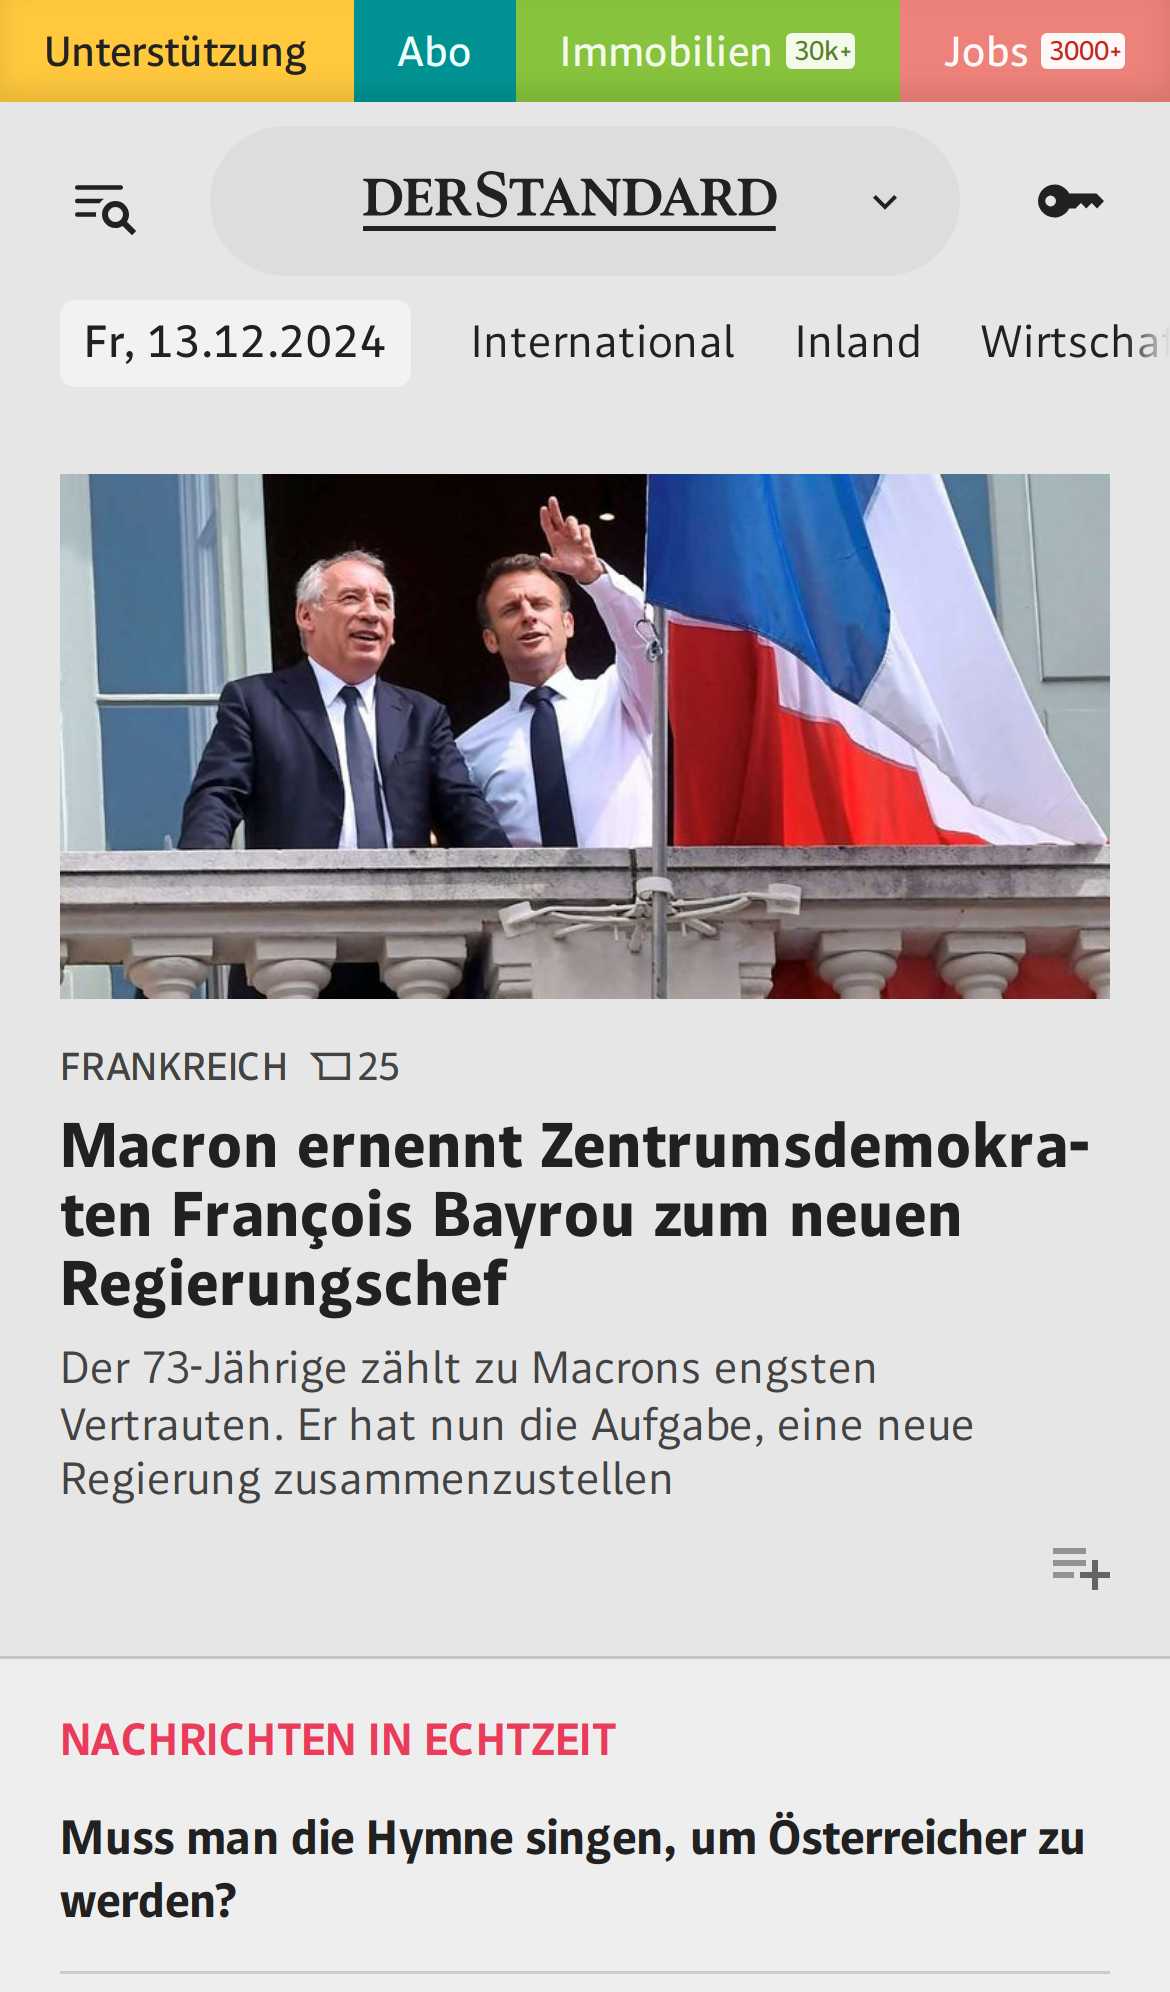 Unterstützung Abo Immobilien 30k+ Jobs 3000+
DERSTANDARD
Fr, 13.12.2024 International Inland Wirtscha
FRANKREICH 25
Macron ernennt Zentrumsdemokra-
ten François Bayrou zum neuen
Regierungschef
Der 73-Jährige zählt zu Macrons engsten
Vertrauten. Er hat nun die Aufgabe, eine neue
Regierung zusammenzustellen
NACHRICHTEN IN ECHTZEIT
Muss man die Hymne singen, um Österreicher zu
werden?